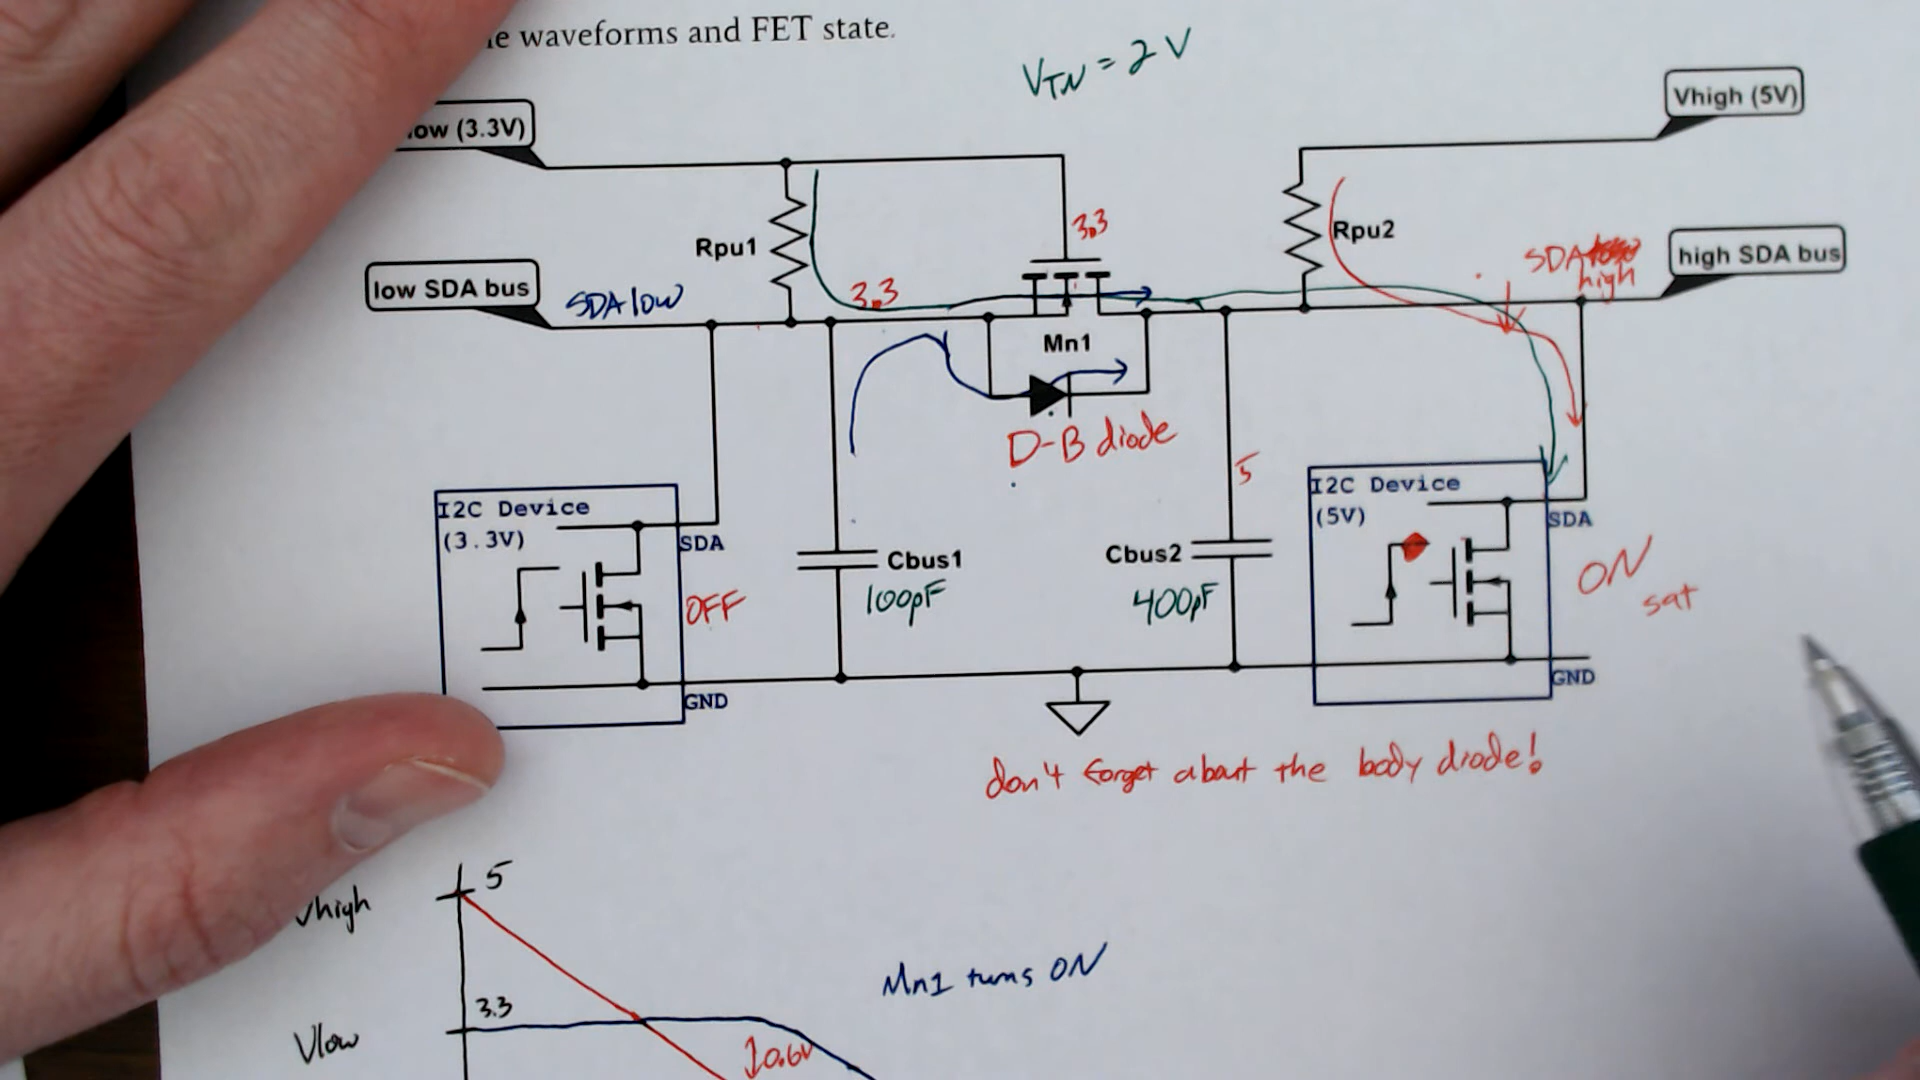 waveforms and FET state.
VTN = 2 V
Vhigh (5V)
(3.3V)
Rpu1
3.3
Rpu2
SDA
high
high SDA bus
low SDA bus
SDA low
3.3
Mn1
D-B diode
5
I2C Device
(3.3V)
SDA
OFF
Cbus1
100pF
Cbus2
400pF
I2C Device
(5V)
SDA
ON
sat
GND
GND
don't forget about the body diode!
Vhigh
5
Mn1 turns ON
3.3
Vlow
0.6V